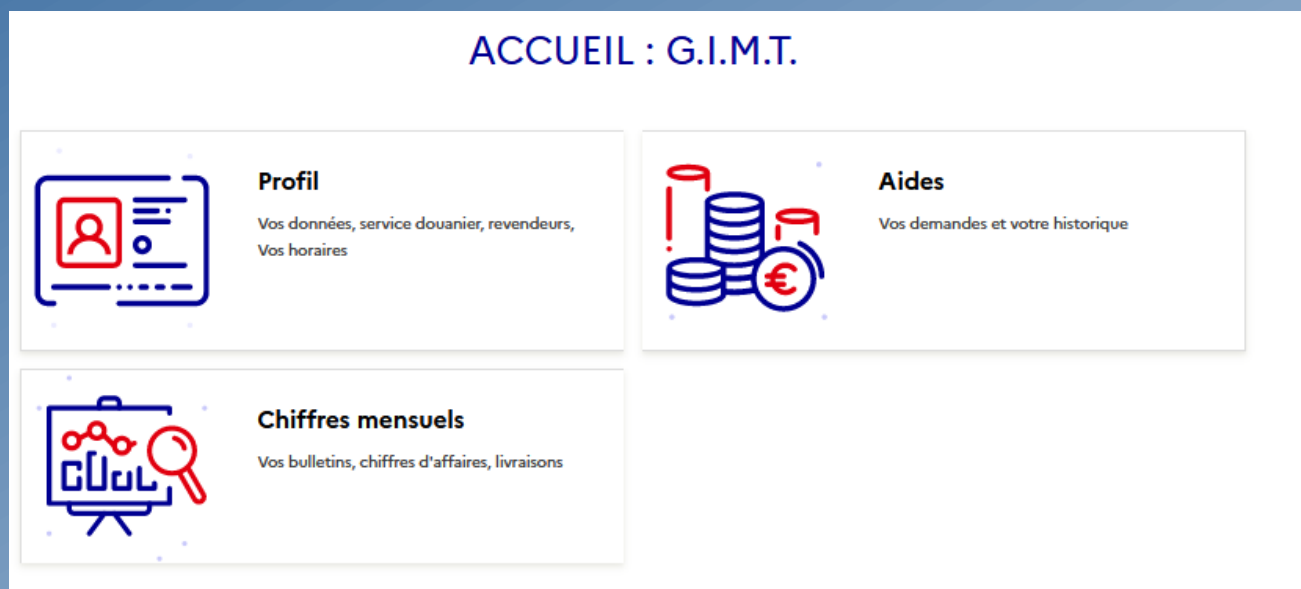 ACCUEIL : G.I.M.T.
Profil
Vos données, service douanier, revendeurs,
Vos horaires
Aides
Vos demandes et votre historique
€
Chiffres mensuels
Vos bulletins, chiffres d'affaires, livraisons